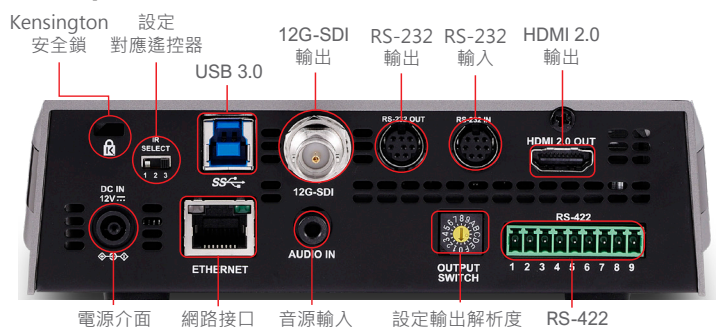 Kensington
安全鎖
設定
對應遙控器
USB 3.0
12G-SDI
輸出
RS-232
輸出
RS-232
輸入
HDMI 2.0
輸出
IR
SELECT
1 2 3
RS-232 OUT
RS-232 IN
HDMI 2.0 OUT
SS
12G-SDI
DC IN
12V
ETHERNET
AUDIO IN
OUTPUT
SWITCH
RS-422
1 2 3 4 5 6 7 8 9
電源介面
網路接口
音源輸入
設定輸出解析度
RS-422